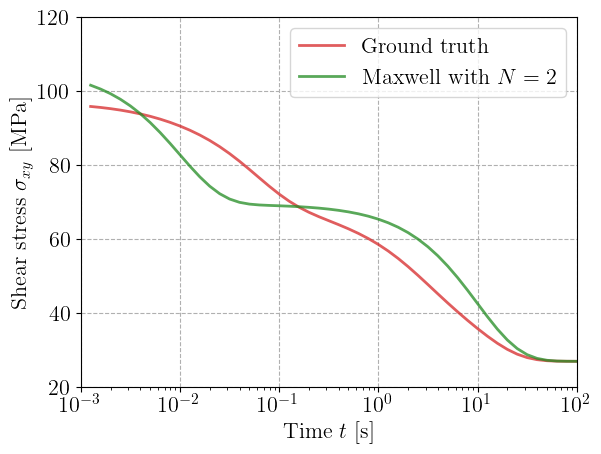 120
100
80
60
40
20
Shear stress σxy [MPa]
Ground truth
Maxwell with N = 2
10⁻³ 10⁻² 10⁻¹ 10⁰ 10¹ 10²
Time t [s]